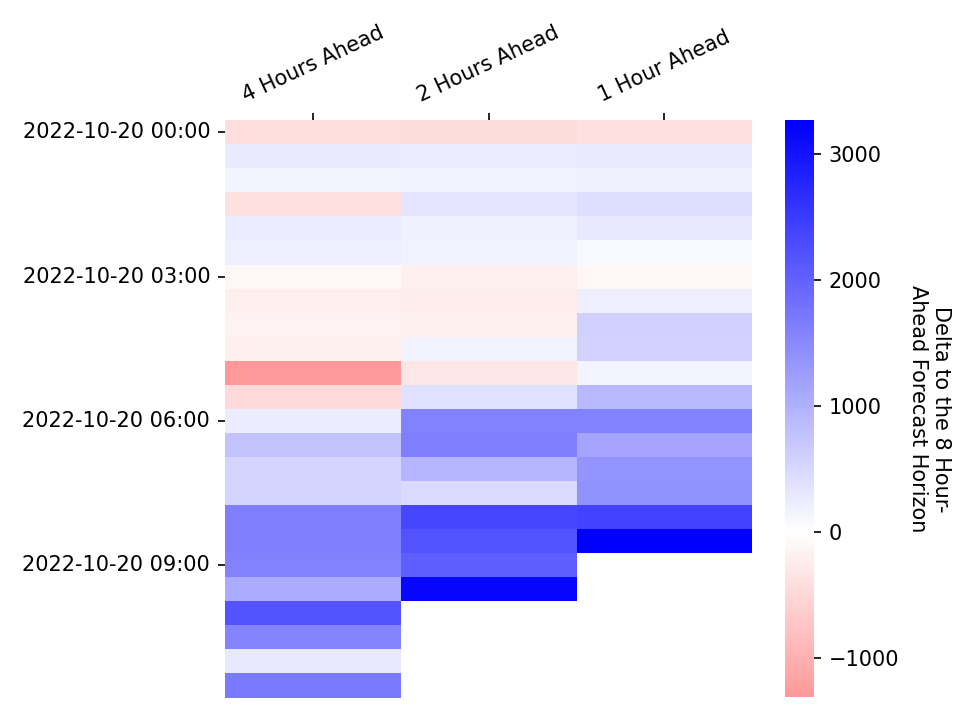 4 Hours Ahead
2 Hours Ahead
1 Hour Ahead
2022-10-20 00:00
2022-10-20 03:00
2022-10-20 06:00
2022-10-20 09:00
3000
2000
1000
0
−1000
Delta to the 8 Hour-
Ahead Forecast Horizon